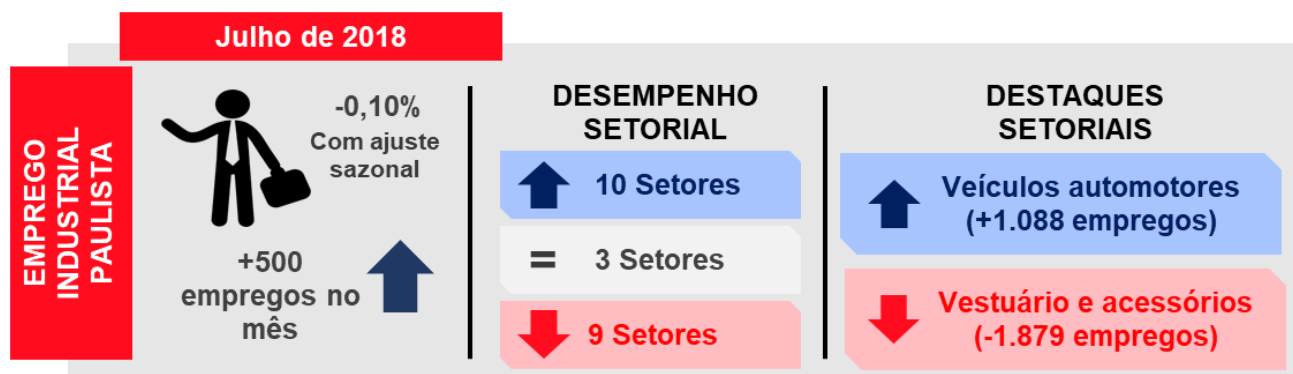 Julho de 2018
EMPREGO
INDUSTRIAL
PAULISTA
-0,10%
Com ajuste
sazonal
+500
empregos no
mês
DESEMPENHO
SETORIAL
10 Setores
= 3 Setores
9 Setores
DESTAQUES
SETORIAIS
Veículos automotores
(+1.088 empregos)
Vestuário e acessórios
(-1.879 empregos)